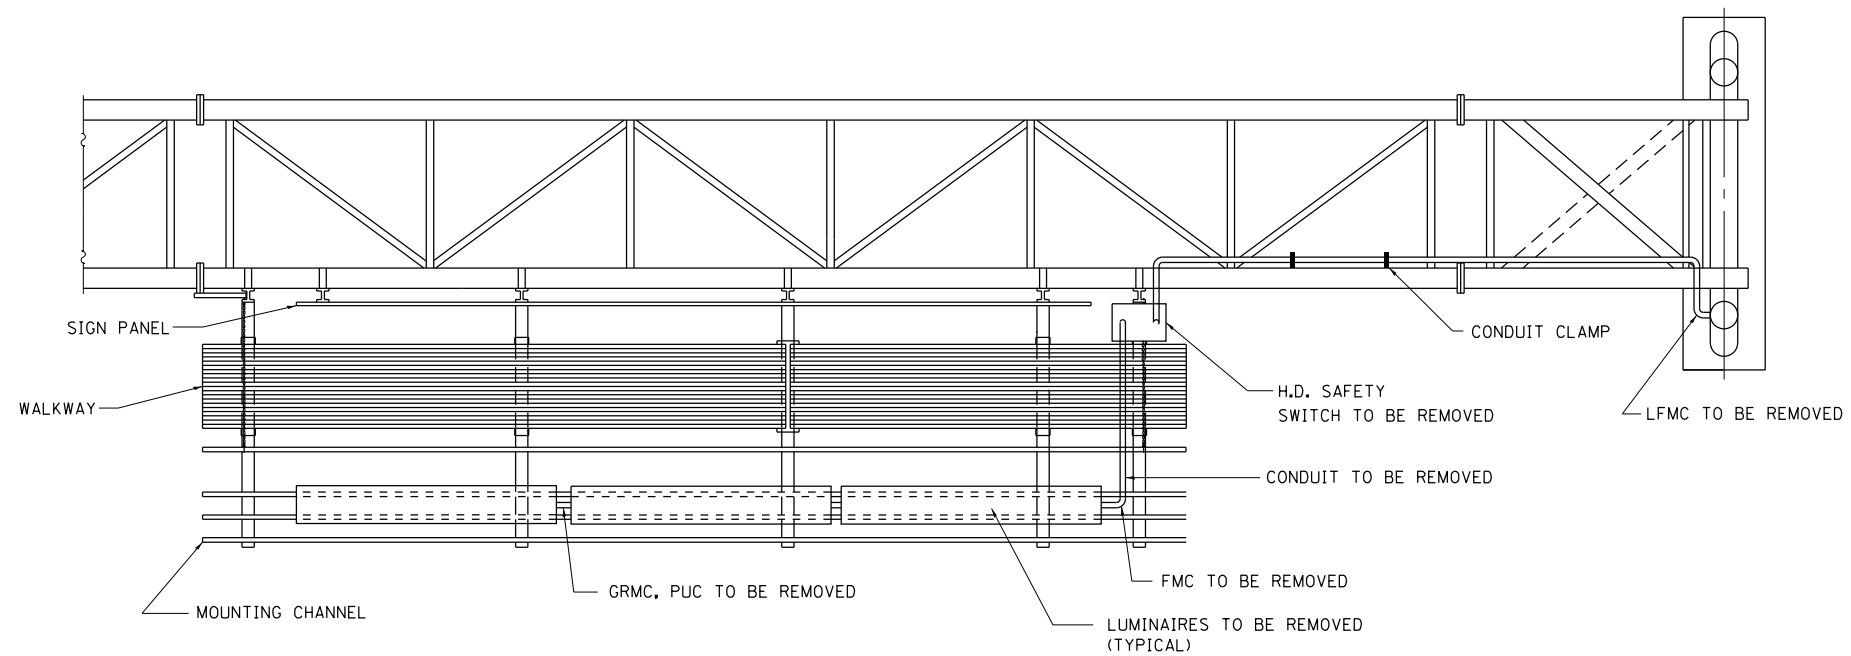 SIGN PANEL
CONDUIT CLAMP
WALKWAY
H.D. SAFETY
SWITCH TO BE REMOVED
LFMC TO BE REMOVED
CONDUIT TO BE REMOVED
GRMC, PUC TO BE REMOVED
FMC TO BE REMOVED
MOUNTING CHANNEL
LUMINAIRES TO BE REMOVED
(TYPICAL)